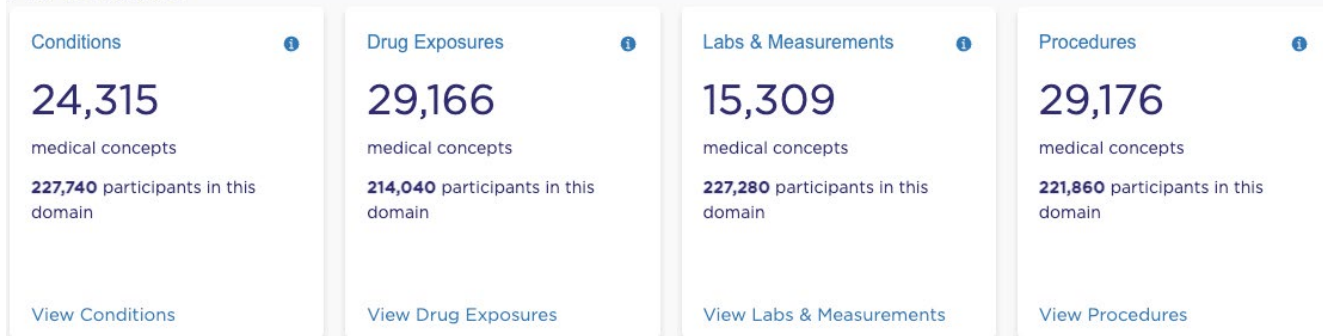 Conditions
24,315
medical concepts
227,740 participants in this
domain
View Conditions
Drug Exposures
29,166
medical concepts
214,040 participants in this
domain
View Drug Exposures
Labs & Measurements
15,309
medical concepts
227,280 participants in this
domain
View Labs & Measurements
Procedures
29,176
medical concepts
221,860 participants in this
domain
View Procedures